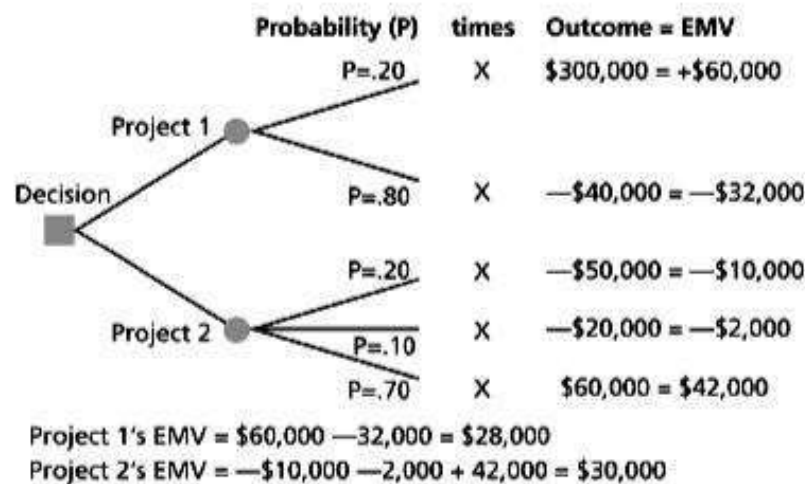 Probability (P) times Outcome = EMV
P=.20 X $300,000 = +$60,000
Project 1
P=.80 X —$40,000 = —$32,000
Decision
P=.20 X —$50,000 = —$10,000
Project 2
P=.10 X —$20,000 = —$2,000
P=.70 X $60,000 = $42,000
Project 1's EMV = $60,000 —32,000 = $28,000
Project 2's EMV = —$10,000 —2,000 + 42,000 = $30,000